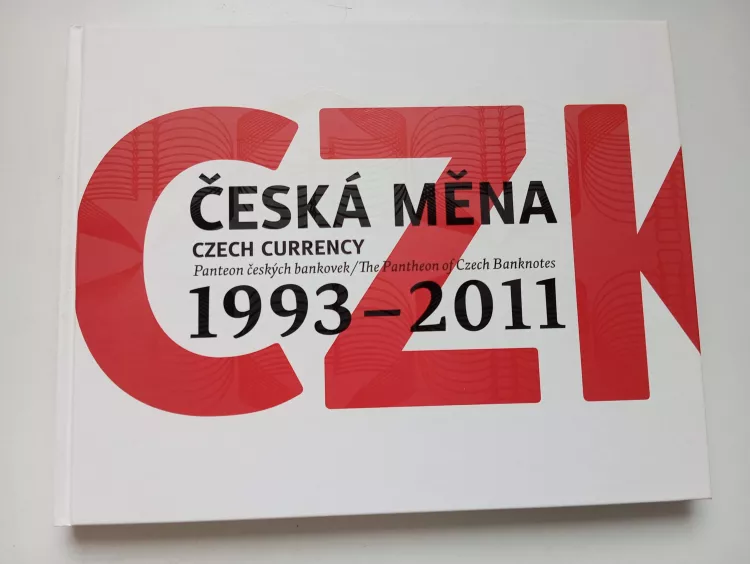 CZK
ČESKÁ MĚNA
CZECH CURRENCY
Panteon českých bankovek/The Pantheon of Czech Banknotes
1993–2011